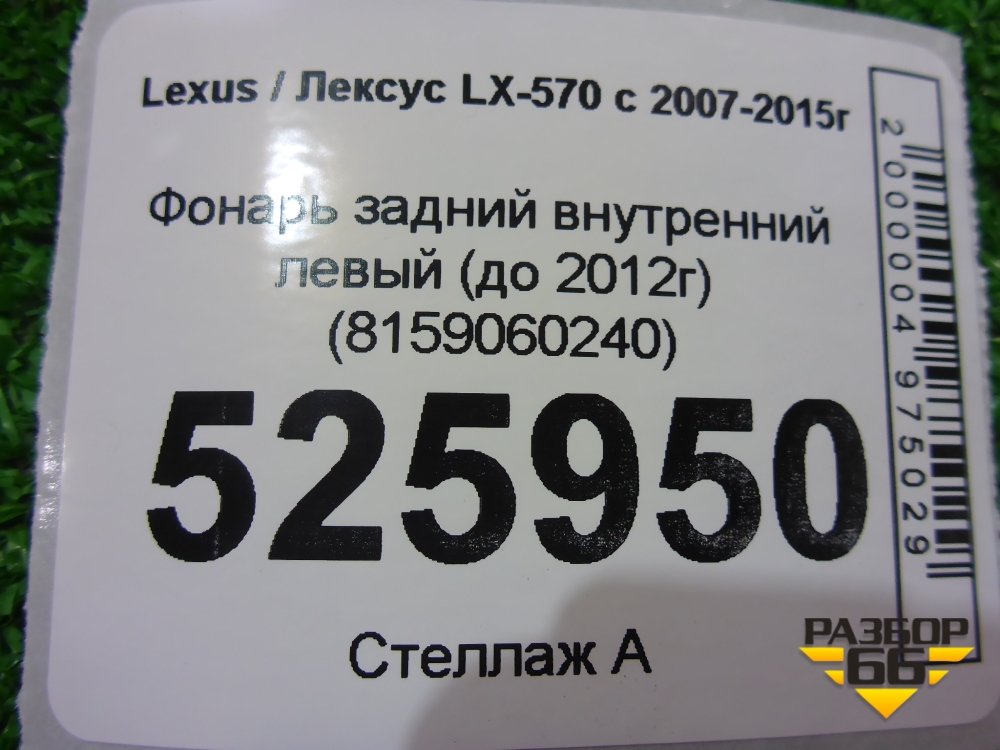 Lexus / Лексус LX-570 с 2007-2015г
Фонарь задний внутренний
левый (до 2012г)
(8159060240)
525950
Стеллаж А
2000004975029
РАЗБОР
66